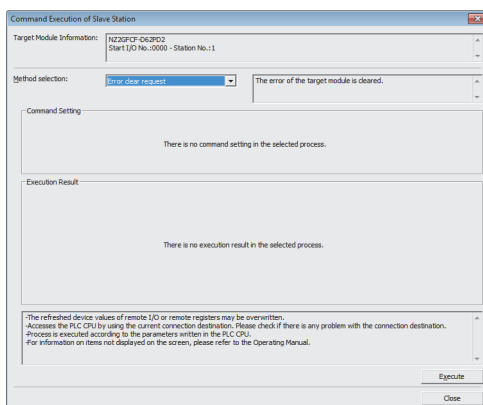 Command Execution of Slave Station
Target Module Information:
NZ2GFCF-D62PD2
Start I/O No.:0000 - Station No.:1
Method selection:
Error clear request
The error of the target module is cleared.
Command Setting
There is no command setting in the selected process.
Execution Result
There is no execution result in the selected process.
-The refreshed device values of remote I/O or remote registers may be overwritten.
-Accesses the PLC CPU by using the current connection destination. Please check if there is any problem with the connection destination.
-Process is executed according to the parameters written in the PLC CPU.
-For information on items not displayed on the screen, please refer to the Operating Manual.
Execute
Close